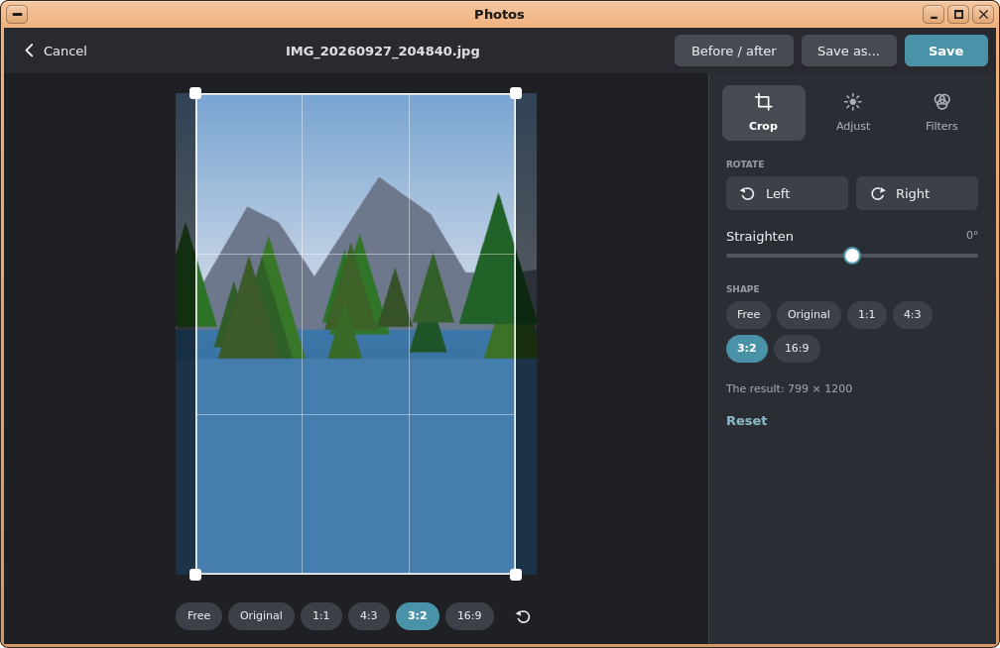 Photos
Cancel
IMG_20260927_204840.jpg
Before / after
Save as...
Save
Crop
Adjust
Filters
ROTATE
Left
Right
Straighten
0°
SHAPE
Free
Original
1:1
4:3
3:2
16:9
The result: 799 × 1200
Reset
Free
Original
1:1
4:3
3:2
16:9